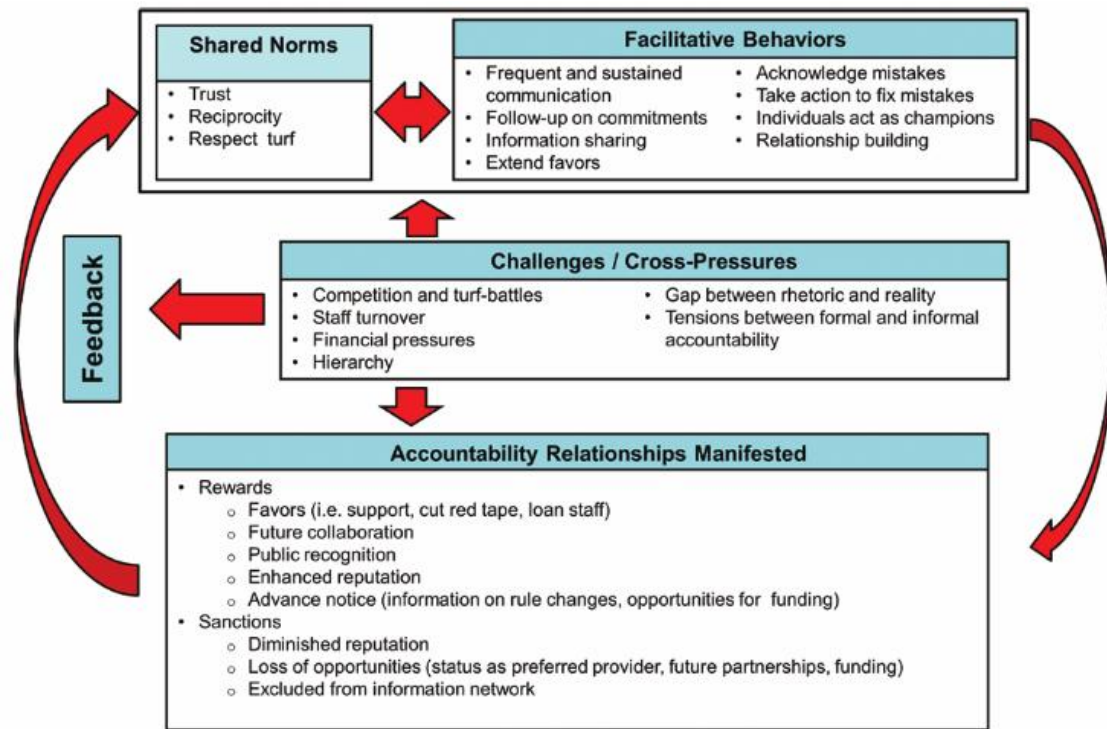 Shared Norms
• Trust
• Reciprocity
• Respect turf
Facilitative Behaviors
• Frequent and sustained
communication
• Follow-up on commitments
• Information sharing
• Extend favors
• Acknowledge mistakes
• Take action to fix mistakes
• Individuals act as champions
• Relationship building
Feedback
Challenges / Cross-Pressures
• Competition and turf-battles
• Staff turnover
• Financial pressures
• Hierarchy
• Gap between rhetoric and reality
• Tensions between formal and informal
accountability
Accountability Relationships Manifested
• Rewards
o Favors (i.e. support, cut red tape, loan staff)
o Future collaboration
o Public recognition
o Enhanced reputation
o Advance notice (information on rule changes, opportunities for funding)
• Sanctions
o Diminished reputation
o Loss of opportunities (status as preferred provider, future partnerships, funding)
o Excluded from information network